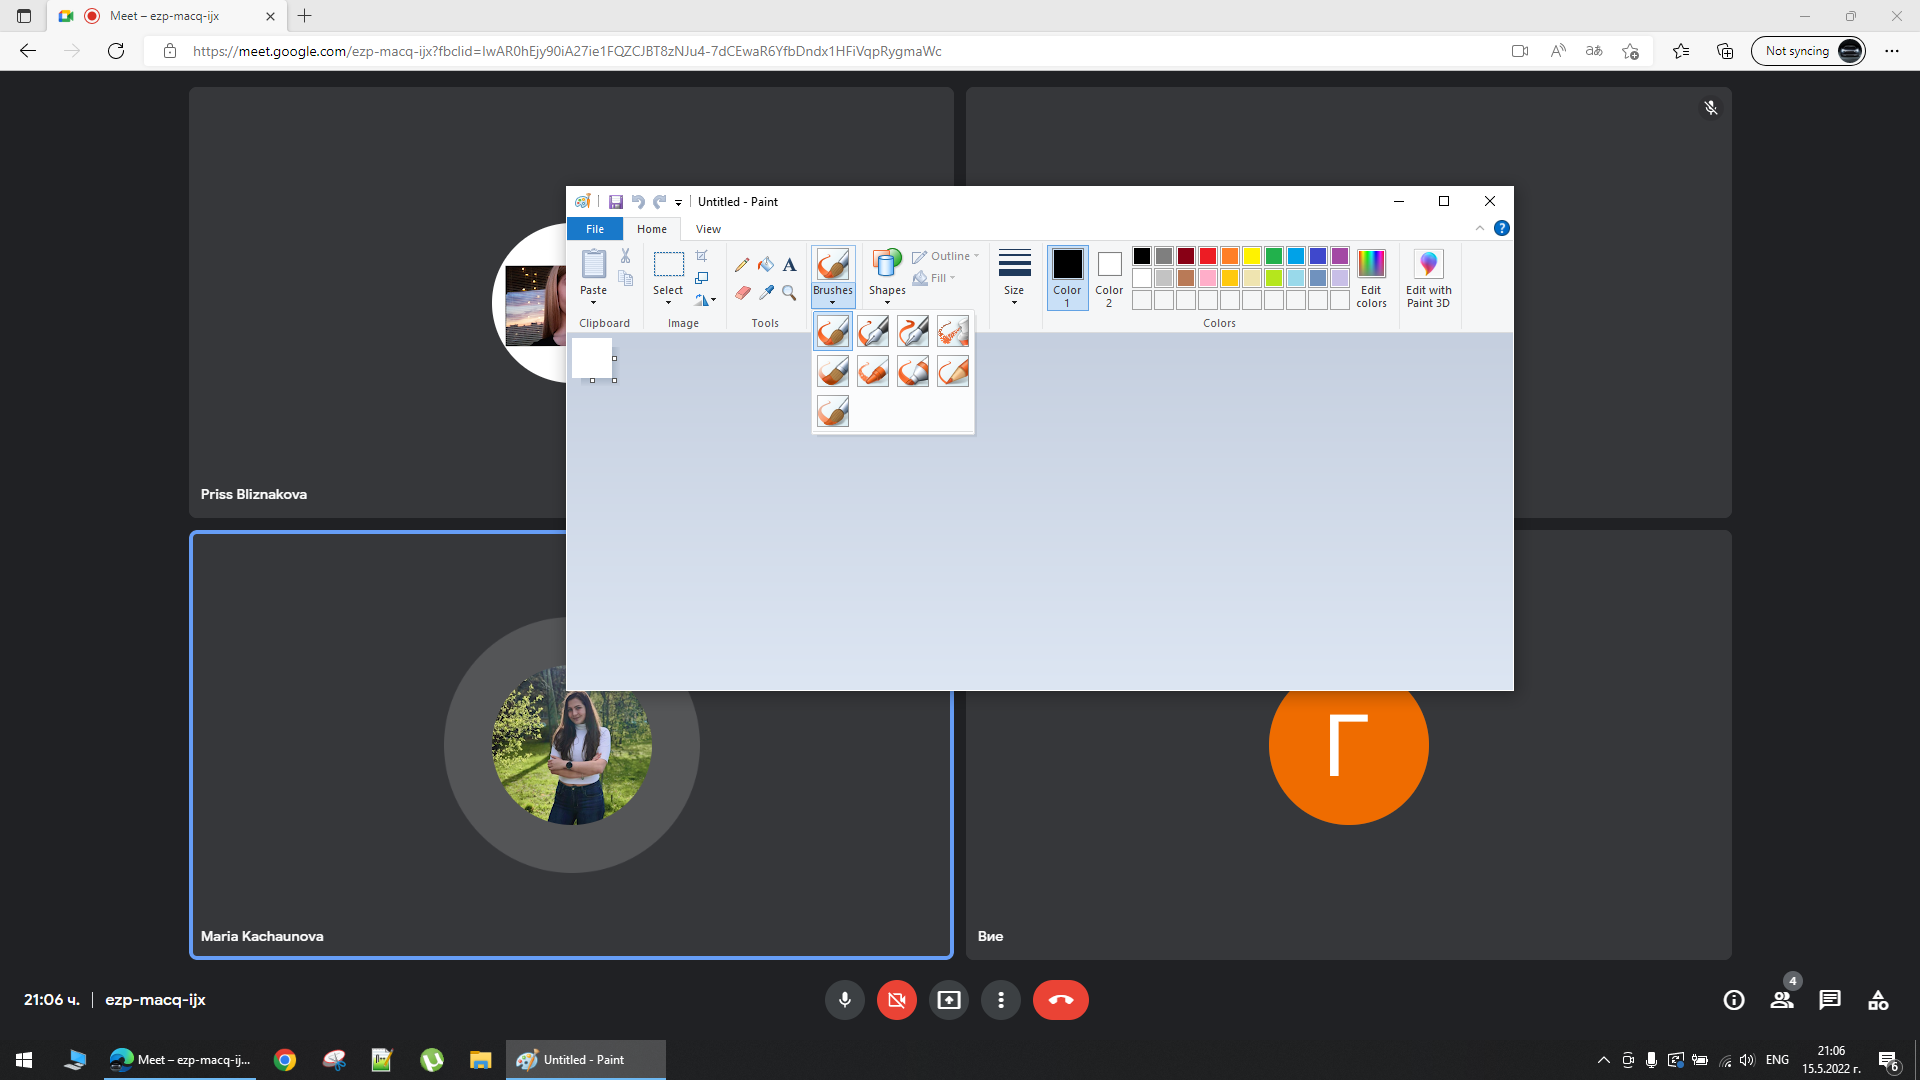 Meet – ezp-macq-ijx
https://meet.google.com/ezp-macq-ijx?fbclid=IwAR0hEjy90iA27ie1FQZCJBT8zNJu4-7dCEwaR6YfbDndx1HFiVqpRygmaWc
Not syncing
Untitled - Paint
File Home View
Paste
Select
Brushes
Shapes
Outline
Fill
Size
Color 1
Color 2
Edit colors
Edit with Paint 3D
Clipboard
Image
Tools
Colors
Priss Bliznakova
Maria Kachaunova
Г
Вие
21:06 ч. | ezp-macq-ijx
4
Meet – ezp-macq-ij...
Untitled - Paint
ENG
21:06
15.5.2022 г.
6